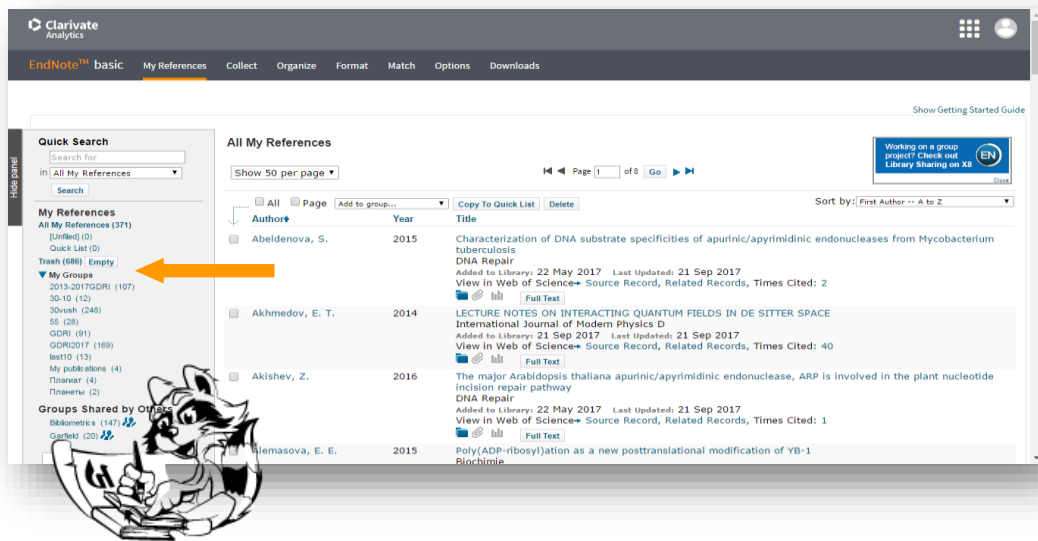 Clarivate
Analytics
EndNote™ basic My References Collect Organize Format Match Options Downloads
Show Getting Started Guide
Hide panel
Quick Search
Search for
in All My References
Search
My References
All My References (371)
[Unfiled] (0)
Quick List (0)
Trash (686) Empty
My Groups
2013-2017GDRI (107)
30-10 (12)
30vush (248)
55 (28)
GDRI (91)
GDRI2017 (169)
last10 (13)
My publications (4)
Плагиат (4)
Планеты (2)
Groups Shared by Others
Bibliometrics (147)
Garfield (20)
All My References
Show 50 per page
Page 1 of 8 Go
Working on a group
project? Check out
Library Sharing on X8
EN
Close
All Page Add to group... Copy To Quick List Delete
Sort by: First Author -- A to Z
Author Year Title
Abeldenova, S. 2015 Characterization of DNA substrate specificities of apurinic/apyrimidinic endonucleases from Mycobacterium
tuberculosis
DNA Repair
Added to Library: 22 May 2017 Last Updated: 21 Sep 2017
View in Web of Science→ Source Record, Related Records, Times Cited: 2
Full Text
Akhmedov, E. T. 2014 LECTURE NOTES ON INTERACTING QUANTUM FIELDS IN DE SITTER SPACE
International Journal of Modern Physics D
Added to Library: 21 Sep 2017 Last Updated: 21 Sep 2017
View in Web of Science→ Source Record, Related Records, Times Cited: 40
Full Text
Akishev, Z. 2016 The major Arabidopsis thaliana apurinic/apyrimidinic endonuclease, ARP is involved in the plant nucleotide
incision repair pathway
DNA Repair
Added to Library: 22 May 2017 Last Updated: 21 Sep 2017
View in Web of Science→ Source Record, Related Records, Times Cited: 1
Full Text
Alemasova, E. E. 2015 Poly(ADP-ribosyl)ation as a new posttranslational modification of YB-1
Biochimie